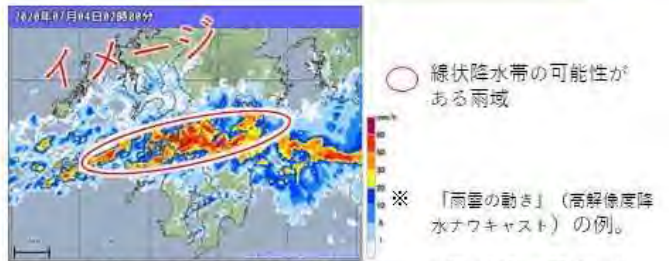 2020年07月04日02時00分
イメージ
線状降水帯の可能性が
ある雨域
※ 「雨雲の動き」（高解像度降
水ナウキャスト）の例。